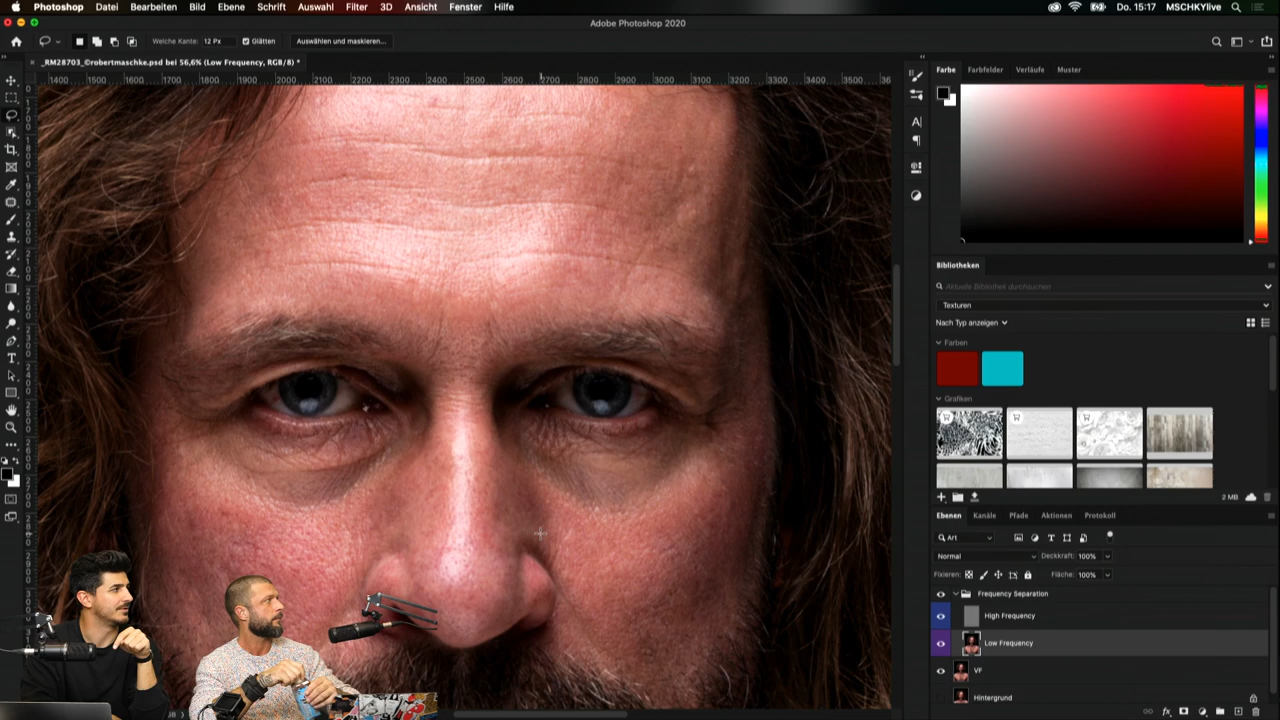 Photoshop Datei Bearbeiten Bild Ebene Schrift Auswahl Filter 3D Ansicht Fenster Hilfe Do. 15:17 MSCHKYlive
Adobe Photoshop 2020
Weiche Kante: 12 Px Glätten Auswählen und maskieren...
_RM28703_©robertmaschke.psd bei 56,6% (Low Frequency, RGB/8) *
1400 1500 1600 1700 1800 1900 2000 2100 2200 2300 2400 2500 2600 2700 2800 2900 3000 3100 3200 3300 3400 3500
Farbe Farbfelder Verläufe Muster
Bibliotheken
Aktuelle Bibliothek durchsuchen
Texturen
Nach Typ anzeigen
Farben
Grafiken
2 MB
Ebenen Kanäle Pfade Aktionen Protokoll
Art
Normal Deckkraft: 100%
Fixieren: Fläche: 100%
Frequency Separation
High Frequency
Low Frequency
VF
Hintergrund